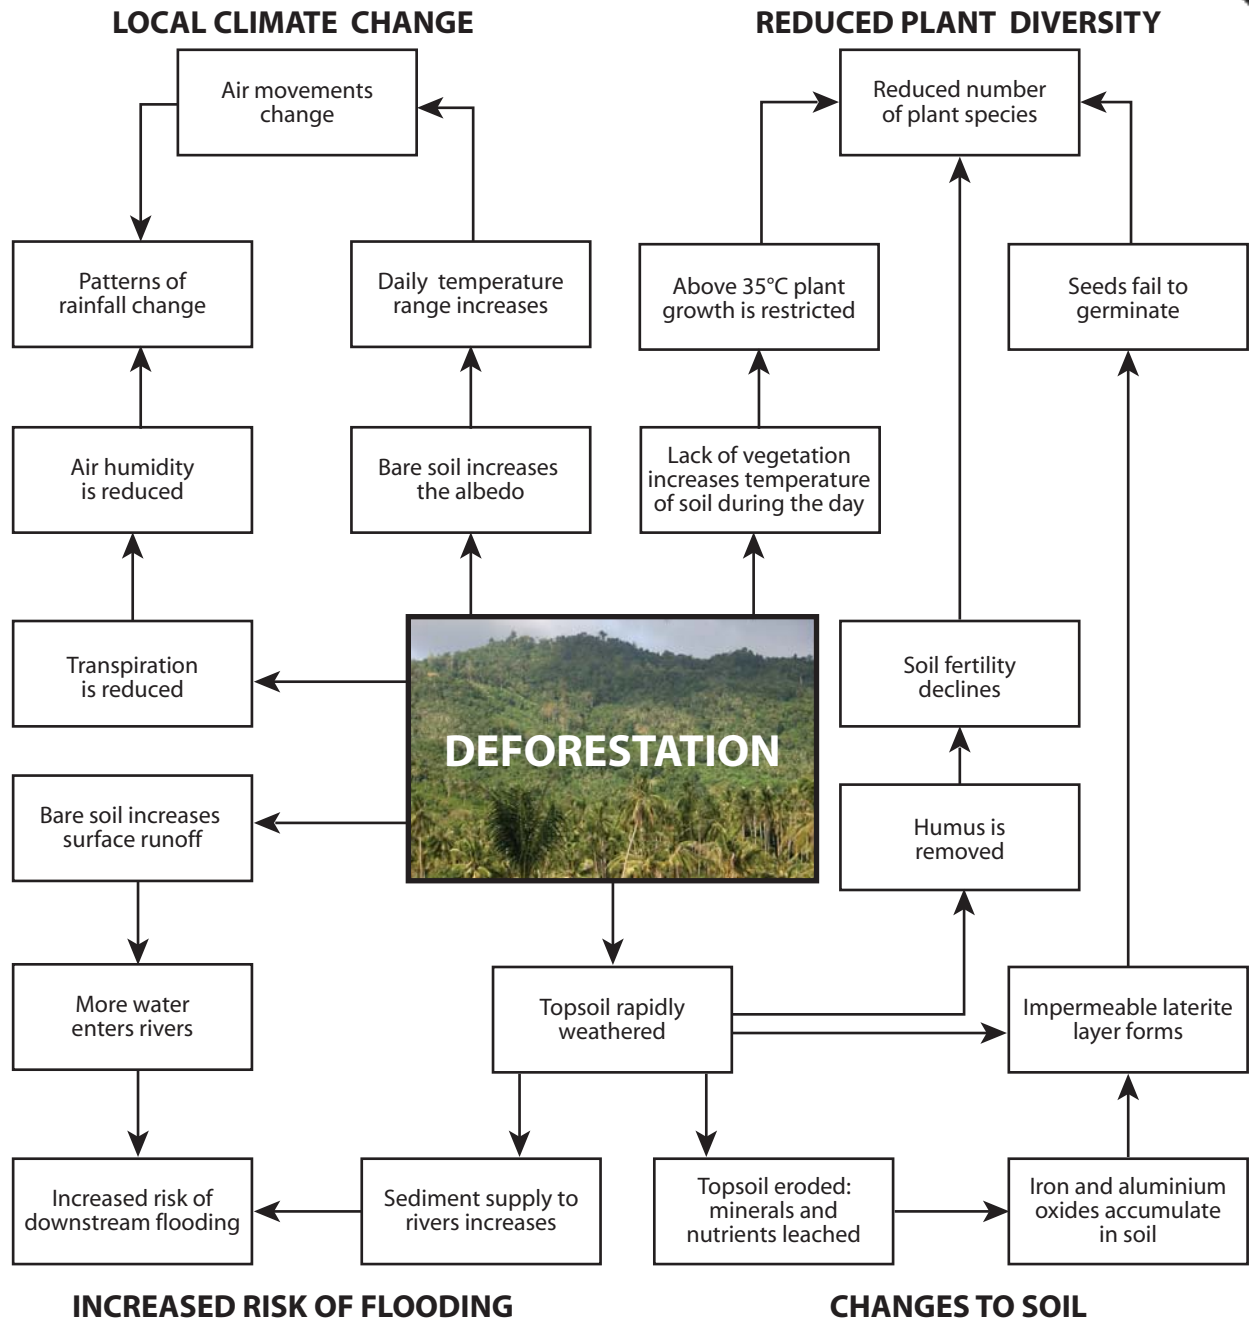 LOCAL CLIMATE CHANGE
REDUCED PLANT DIVERSITY
Air movements
change
Reduced number
of plant species
Patterns of
rainfall change
Daily temperature
range increases
Above 35°C plant
growth is restricted
Seeds fail to
germinate
Air humidity
is reduced
Bare soil increases
the albedo
Lack of vegetation
increases temperature
of soil during the day
Transpiration
is reduced
DEFORESTATION
Soil fertility
declines
Bare soil increases
surface runoff
Humus is
removed
More water
enters rivers
Topsoil rapidly
weathered
Impermeable laterite
layer forms
Increased risk of
downstream flooding
Sediment supply to
rivers increases
Topsoil eroded:
minerals and
nutrients leached
Iron and aluminium
oxides accumulate
in soil
INCREASED RISK OF FLOODING
CHANGES TO SOIL